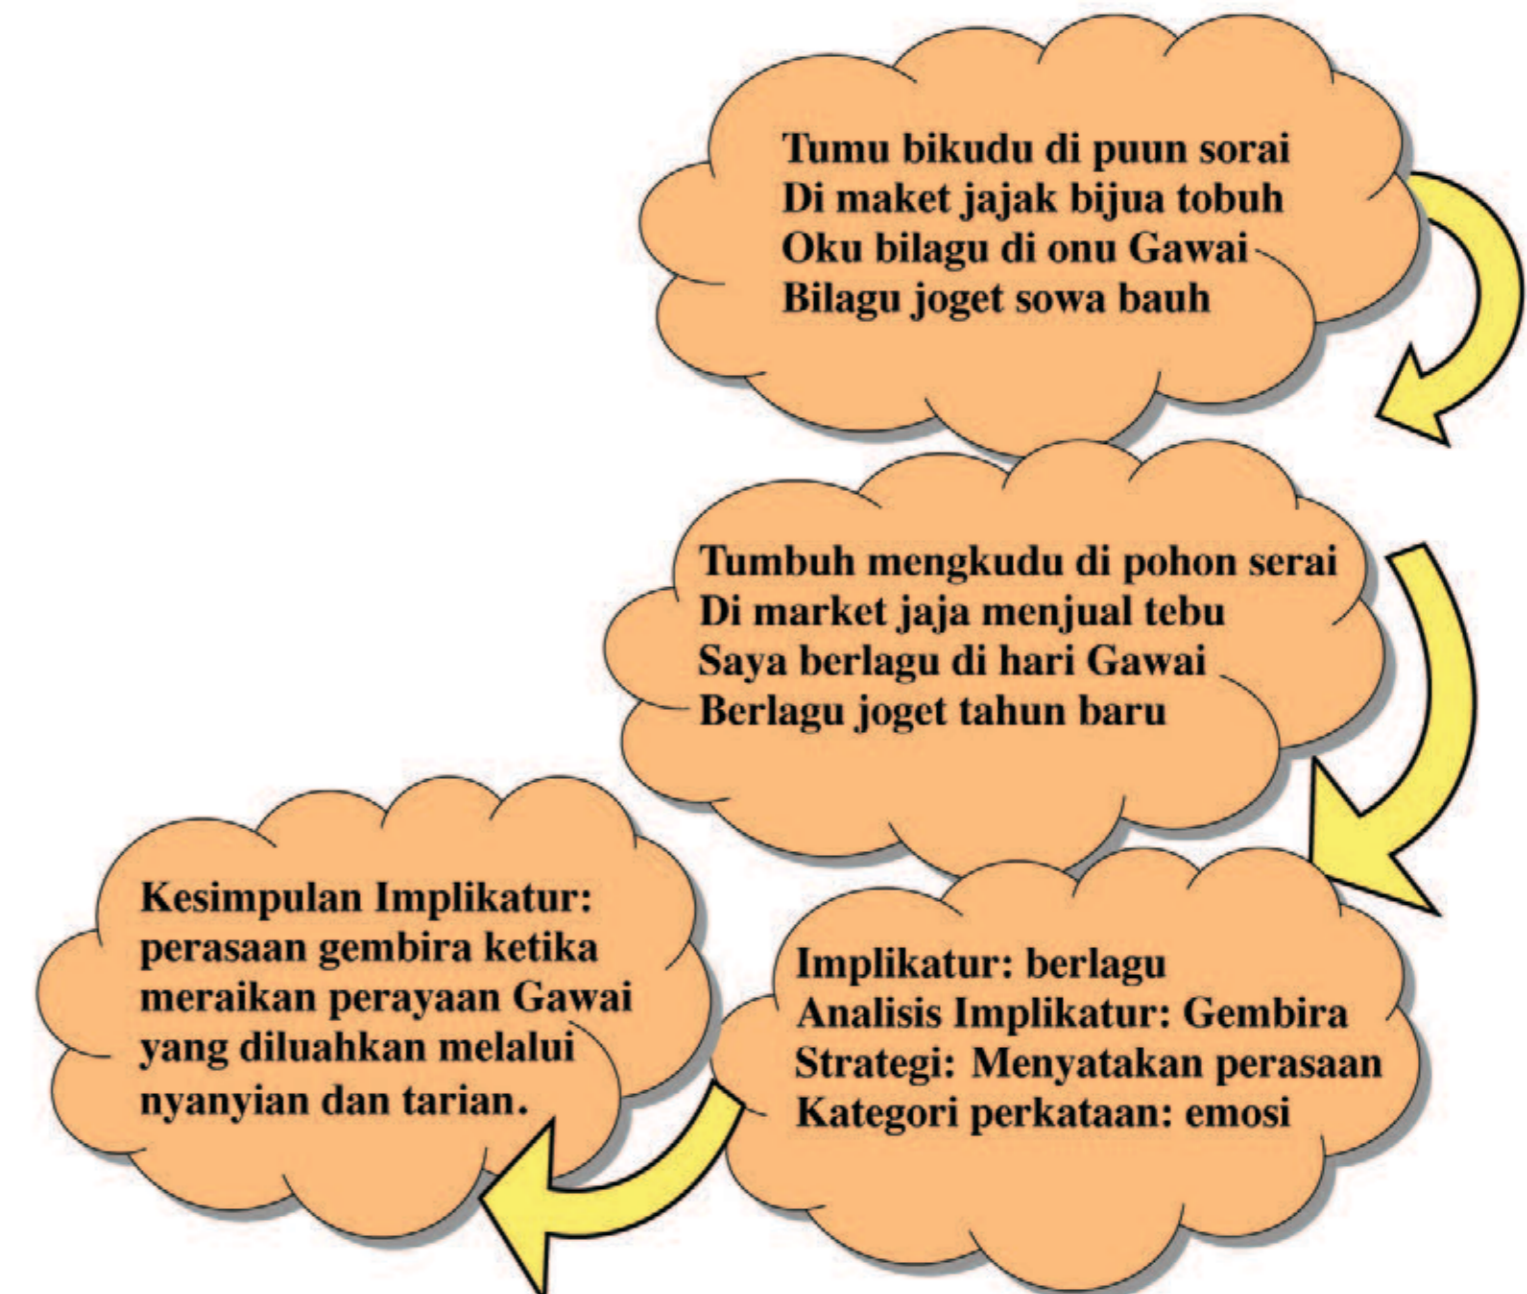 Tumu bikudu di puun sorai
Di maket jajak bijua tobuh
Oku bilagu di onu Gawai
Bilagu joget sowa bauh
Tumbuh mengkudu di pohon serai
Di market jaja menjual tebu
Saya berlagu di hari Gawai
Berlagu joget tahun baru
Implikatur: berlagu
Analisis Implikatur: Gembira
Strategi: Menyatakan perasaan
Kategori perkataan: emosi
Kesimpulan Implikatur:
perasaan gembira ketika
meraikan perayaan Gawai
yang diluahkan melalui
nyanyian dan tarian.